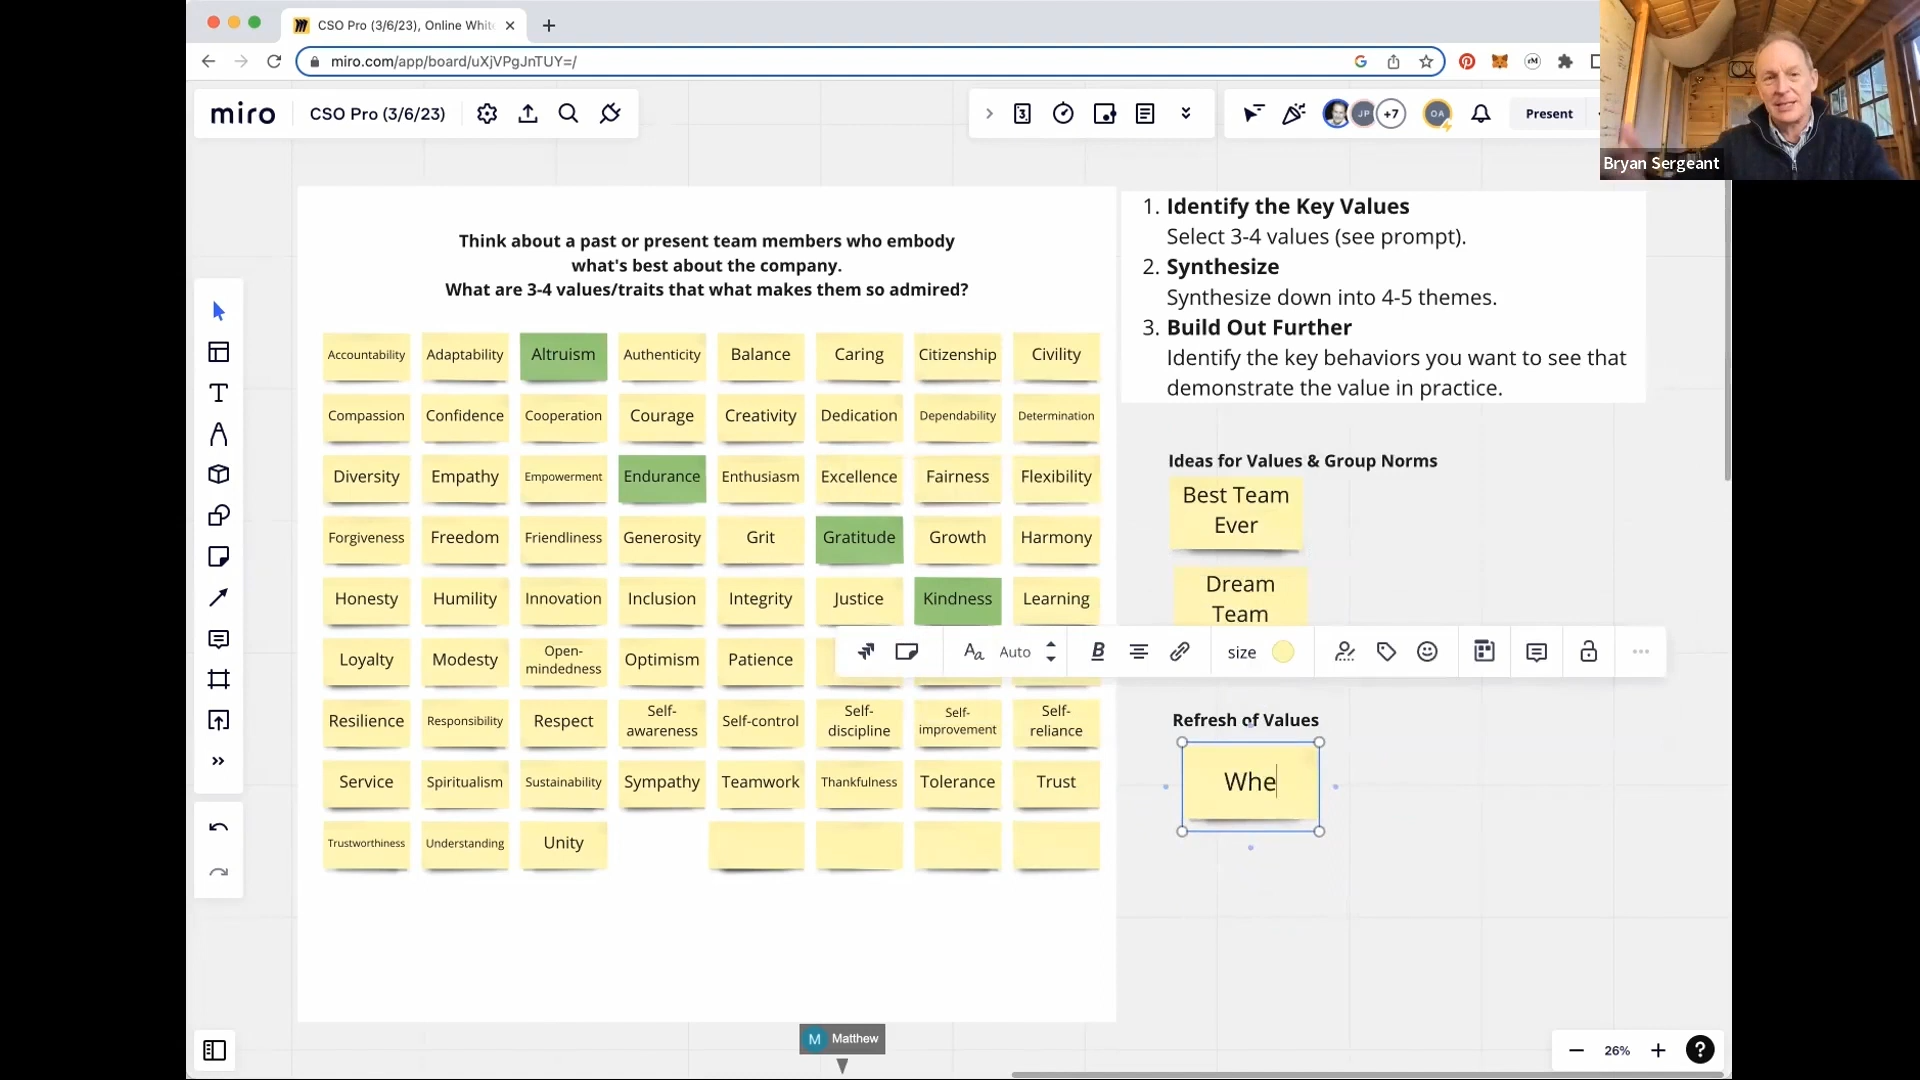 CSO Pro (3/6/23), Online White
miro.com/app/board/uXjVPgJnTUY=/
miro
CSO Pro (3/6/23)
3
JP
+7
OA
Present
Bryan Sergeant
Think about a past or present team members who embody
what's best about the company.
What are 3-4 values/traits that what makes them so admired?
Accountability
Adaptability
Altruism
Authenticity
Balance
Caring
Citizenship
Civility
Compassion
Confidence
Cooperation
Courage
Creativity
Dedication
Dependability
Determination
Diversity
Empathy
Empowerment
Endurance
Enthusiasm
Excellence
Fairness
Flexibility
Forgiveness
Freedom
Friendliness
Generosity
Grit
Gratitude
Growth
Harmony
Honesty
Humility
Innovation
Inclusion
Integrity
Justice
Kindness
Learning
Loyalty
Modesty
Open-
mindedness
Optimism
Patience
Resilience
Responsibility
Respect
Self-
awareness
Self-control
Self-
discipline
Self-
improvement
Self-
reliance
Service
Spiritualism
Sustainability
Sympathy
Teamwork
Thankfulness
Tolerance
Trust
Trustworthiness
Understanding
Unity
1. Identify the Key Values
Select 3-4 values (see prompt).
2. Synthesize
Synthesize down into 4-5 themes.
3. Build Out Further
Identify the key behaviors you want to see that
demonstrate the value in practice.
Ideas for Values & Group Norms
Best Team
Ever
Dream
Team
Aa Auto
B
size
Refresh of Values
Whe
M Matthew
26%
?